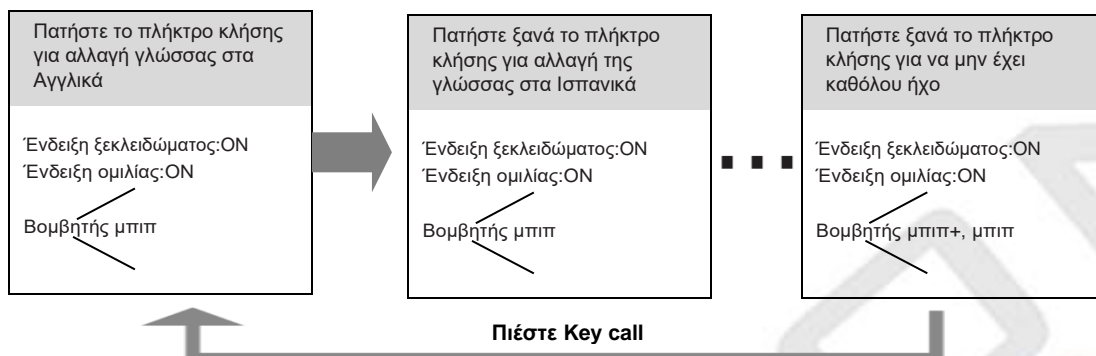 Πατήστε το πλήκτρο κλήσης
για αλλαγή γλώσσας στα
Αγγλικά
Ένδειξη ξεκλειδώματος:ON
Ένδειξη ομιλίας:ON
Βομβητής μπιπ
Πατήστε ξανά το πλήκτρο
κλήσης για αλλαγή της
γλώσσας στα Ισπανικά
Ένδειξη ξεκλειδώματος:ON
Ένδειξη ομιλίας:ON
Βομβητής μπιπ
Πατήστε ξανά το πλήκτρο
κλήσης για να μην έχει
καθόλου ήχο
Ένδειξη ξεκλειδώματος:ON
Ένδειξη ομιλίας:ON
Βομβητής μπιπ+, μπιπ
Πιέστε Key call